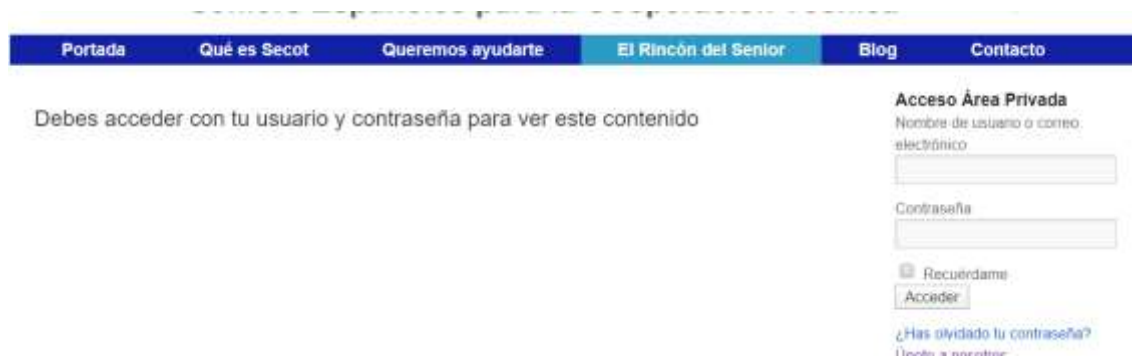 Portada Qué es Secot Queremos ayudarte El Rincón del Senior Blog Contacto
Debes acceder con tu usuario y contraseña para ver este contenido
Acceso Área Privada
Nombre de usuario o correo
electrónico
Contraseña
Recuérdame
Acceder
¿Has olvidado tu contraseña?